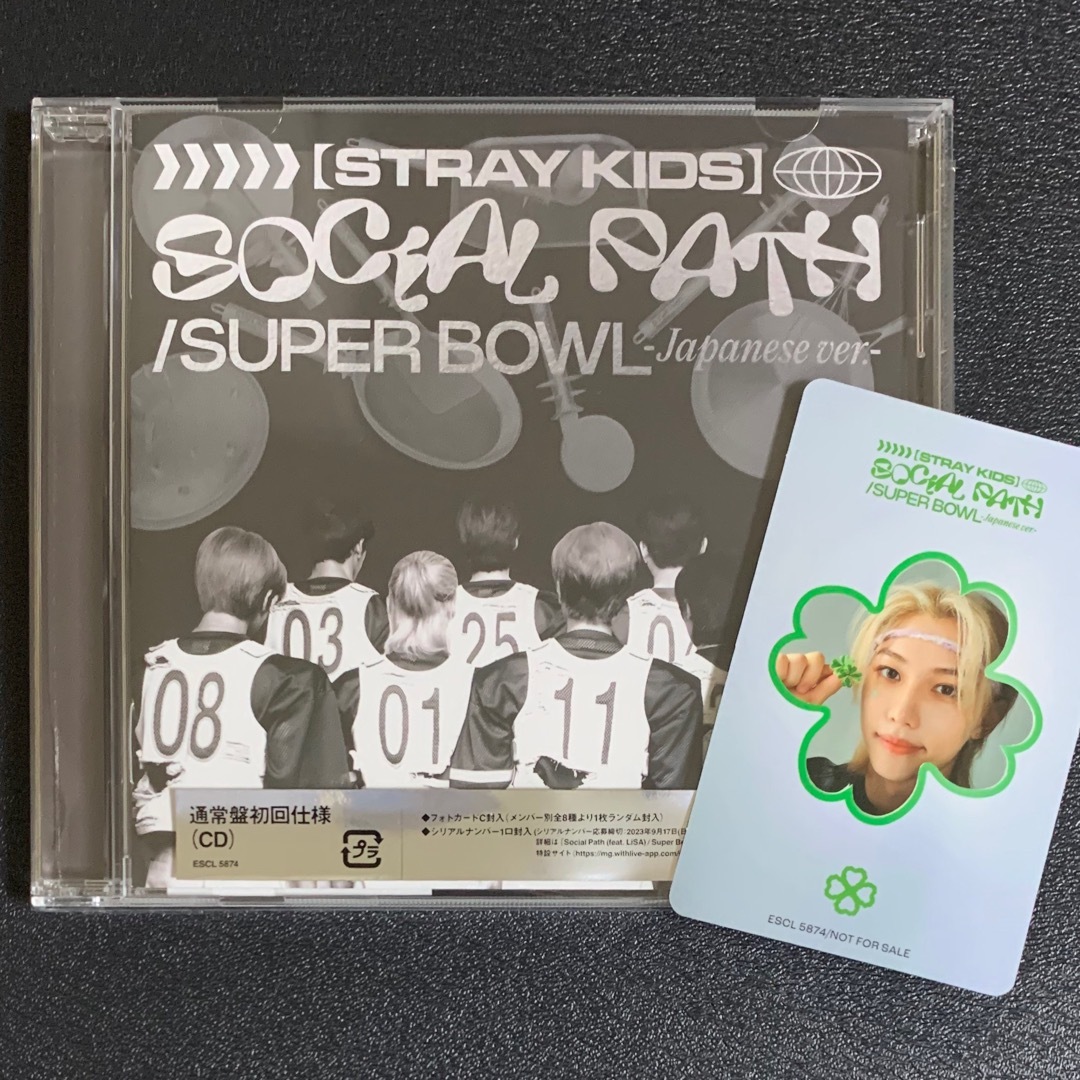 ❯❯❯❯❯【STRAY KIDS】
SOCiAL PATH
/SUPER BOWL -Japanese ver.-
03
25
0
08
01
11
通常盤初回仕様
(CD)
ESCL 5874
プラ
◆フォトカードC封入(メンバー別全8種より1枚ランダム封入)
◆シリアルナンバー1口封入(シリアルナンバー応募締切:2023年9月17日(日
詳細は[Social Path (feat. LiSA) / Super Bo
特設サイト(https://mg.withlive-app.com/
❯❯❯❯❯[STRAY KIDS]
SOCiAL PATH
/SUPER BOWL -Japanese ver.-
ESCL 5874/NOT FOR SALE